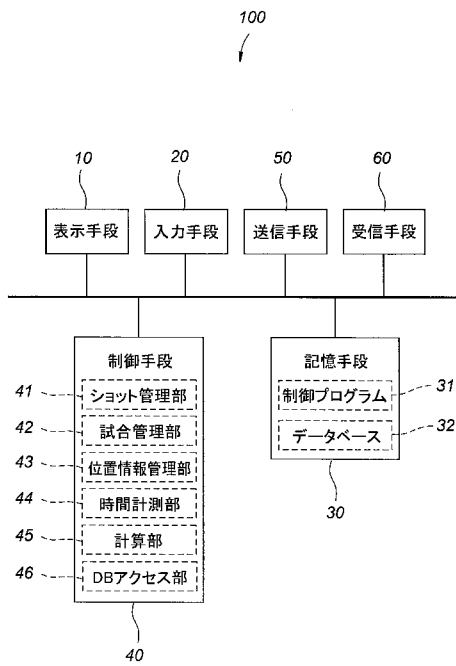 100
10
20
50
60
表示手段
入力手段
送信手段
受信手段
制御手段
41
ショット管理部
42
試合管理部
43
位置情報管理部
44
時間計測部
45
計算部
46
DBアクセス部
40
記憶手段
制御プログラム
31
データベース
32
30